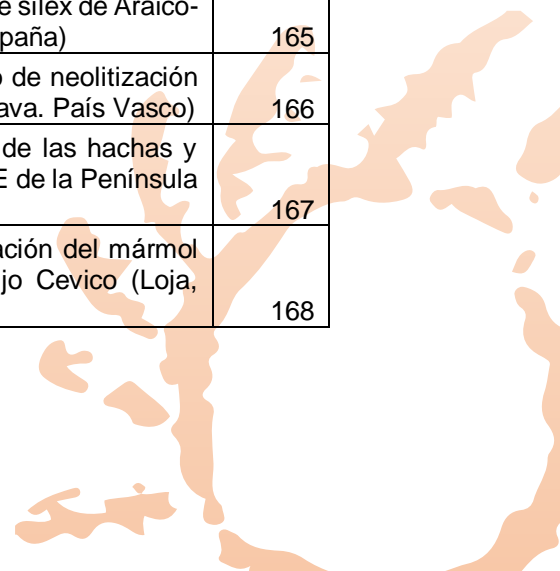 e sílex de Araico-
paña) 165
o de neolitización
ava. País Vasco) 166
de las hachas y
E de la Península
167
ación del mármol
jo Cevico (Loja,
168